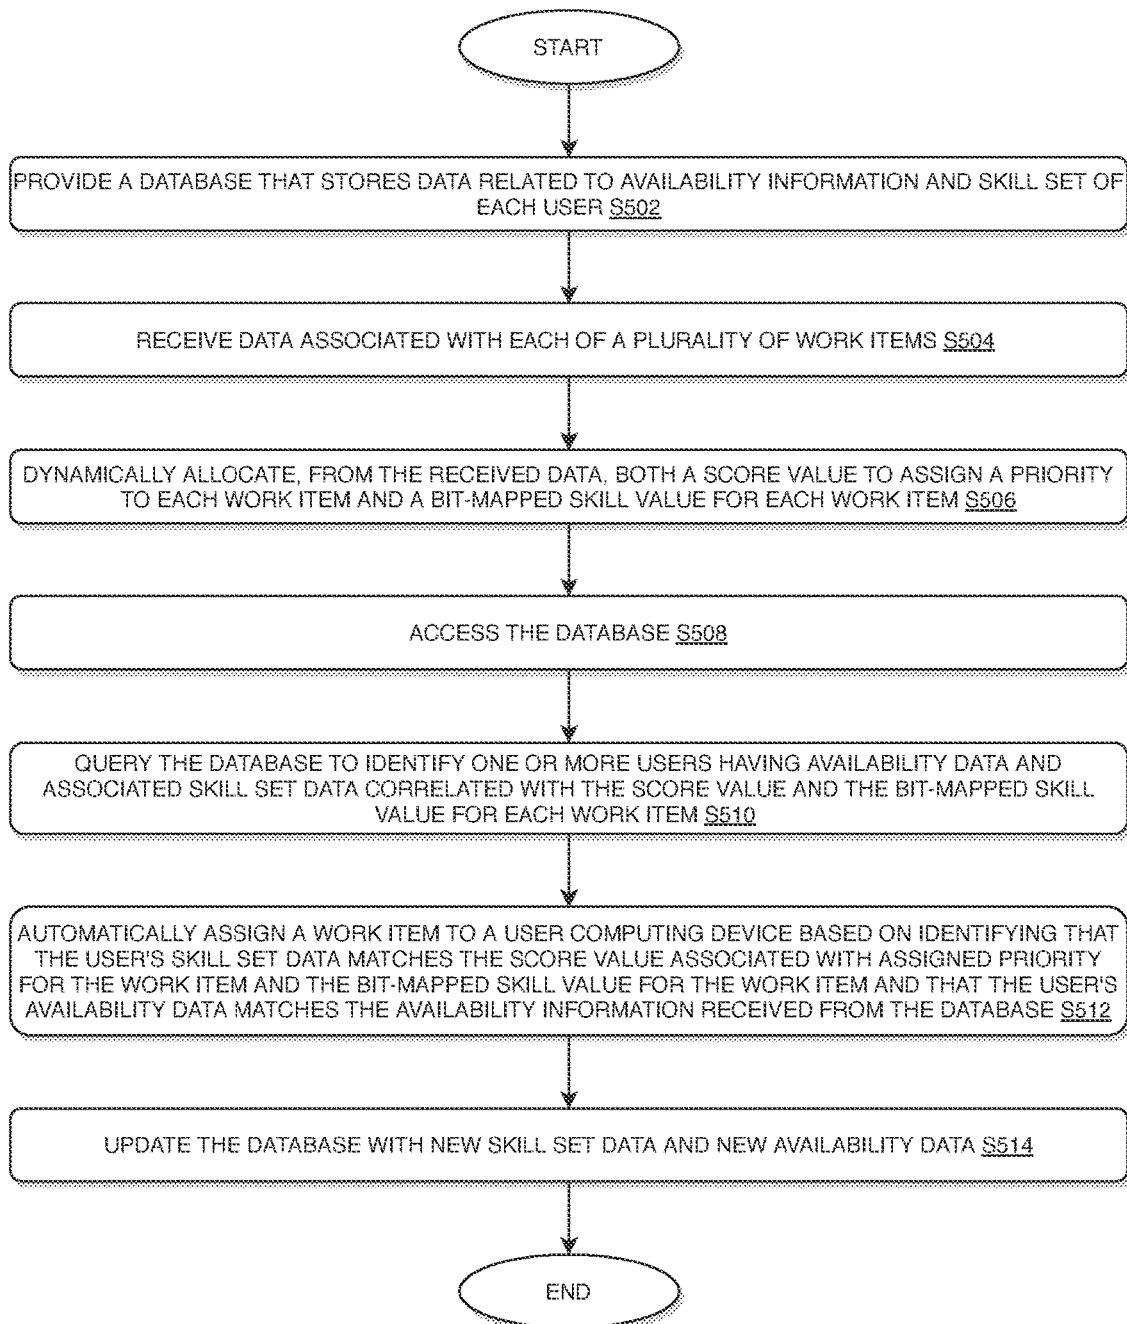 START
PROVIDE A DATABASE THAT STORES DATA RELATED TO AVAILABILITY INFORMATION AND SKILL SET OF
EACH USER S502
RECEIVE DATA ASSOCIATED WITH EACH OF A PLURALITY OF WORK ITEMS S504
DYNAMICALLY ALLOCATE, FROM THE RECEIVED DATA, BOTH A SCORE VALUE TO ASSIGN A PRIORITY
TO EACH WORK ITEM AND A BIT-MAPPED SKILL VALUE FOR EACH WORK ITEM S506
ACCESS THE DATABASE S508
QUERY THE DATABASE TO IDENTIFY ONE OR MORE USERS HAVING AVAILABILITY DATA AND
ASSOCIATED SKILL SET DATA CORRELATED WITH THE SCORE VALUE AND THE BIT-MAPPED SKILL
VALUE FOR EACH WORK ITEM S510
AUTOMATICALLY ASSIGN A WORK ITEM TO A USER COMPUTING DEVICE BASED ON IDENTIFYING THAT
THE USER'S SKILL SET DATA MATCHES THE SCORE VALUE ASSOCIATED WITH ASSIGNED PRIORITY
FOR THE WORK ITEM AND THE BIT-MAPPED SKILL VALUE FOR THE WORK ITEM AND THAT THE USER'S
AVAILABILITY DATA MATCHES THE AVAILABILITY INFORMATION RECEIVED FROM THE DATABASE S512
UPDATE THE DATABASE WITH NEW SKILL SET DATA AND NEW AVAILABILITY DATA S514
END